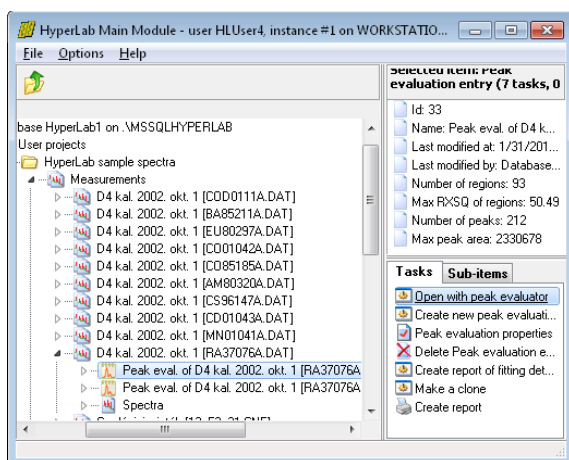 HyperLab Main Module - user HLUser4, instance #1 on WORKSTATIO...
File Options Help
base HyperLab1 on .\MSSQLHYPERLAB
User projects
HyperLab sample spectra
Measurements
D4 kal. 2002. okt. 1 [COD0111A.DAT]
D4 kal. 2002. okt. 1 [BA85211A.DAT]
D4 kal. 2002. okt. 1 [EU80297A.DAT]
D4 kal. 2002. okt. 1 [CO01042A.DAT]
D4 kal. 2002. okt. 1 [CO85185A.DAT]
D4 kal. 2002. okt. 1 [AM80320A.DAT]
D4 kal. 2002. okt. 1 [CS96147A.DAT]
D4 kal. 2002. okt. 1 [CD01043A.DAT]
D4 kal. 2002. okt. 1 [MN01041A.DAT]
D4 kal. 2002. okt. 1 [RA37076A.DAT]
Peak eval. of D4 kal. 2002. okt. 1 [RA37076A
Peak eval. of D4 kal. 2002. okt. 1 [RA37076A
Spectra
Selected item: Peak
evaluation entry (7 tasks, 0
Id: 33
Name: Peak eval. of D4 k...
Last modified at: 1/31/201...
Last modified by: Database...
Number of regions: 93
Max RXSQ of regions: 50.49
Number of peaks: 212
Max peak area: 2330678
Tasks Sub-items
Open with peak evaluator
Create new peak evaluati...
Peak evaluation properties
Delete Peak evaluation e...
Create report of fitting det...
Make a clone
Create report